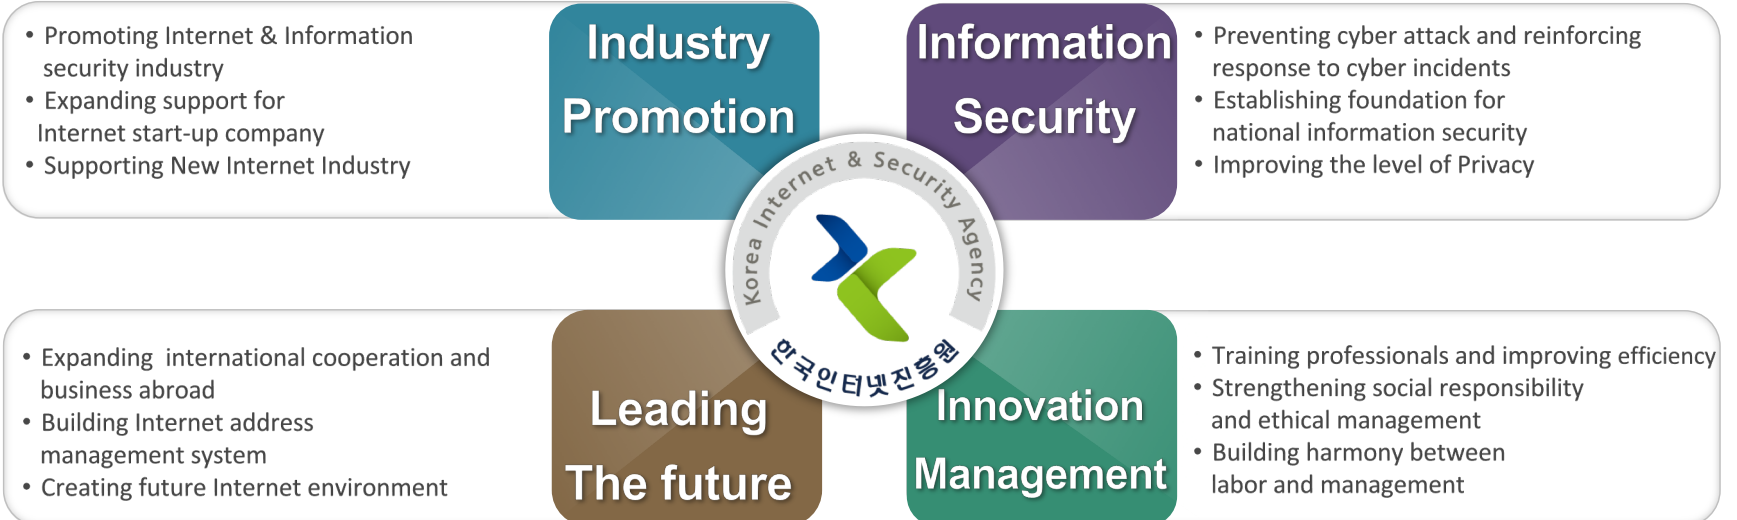 • Promoting Internet & Information
security industry
• Expanding support for
Internet start-up company
• Supporting New Internet Industry
Industry
Promotion
Information
Security
• Preventing cyber attack and reinforcing
response to cyber incidents
• Establishing foundation for
national information security
• Improving the level of Privacy
Korea Internet & Security Agency
한국인터넷진흥원
• Expanding international cooperation and
business abroad
• Building Internet address
management system
• Creating future Internet environment
Leading
The future
Innovation
Management
• Training professionals and improving efficiency
• Strengthening social responsibility
and ethical management
• Building harmony between
labor and management